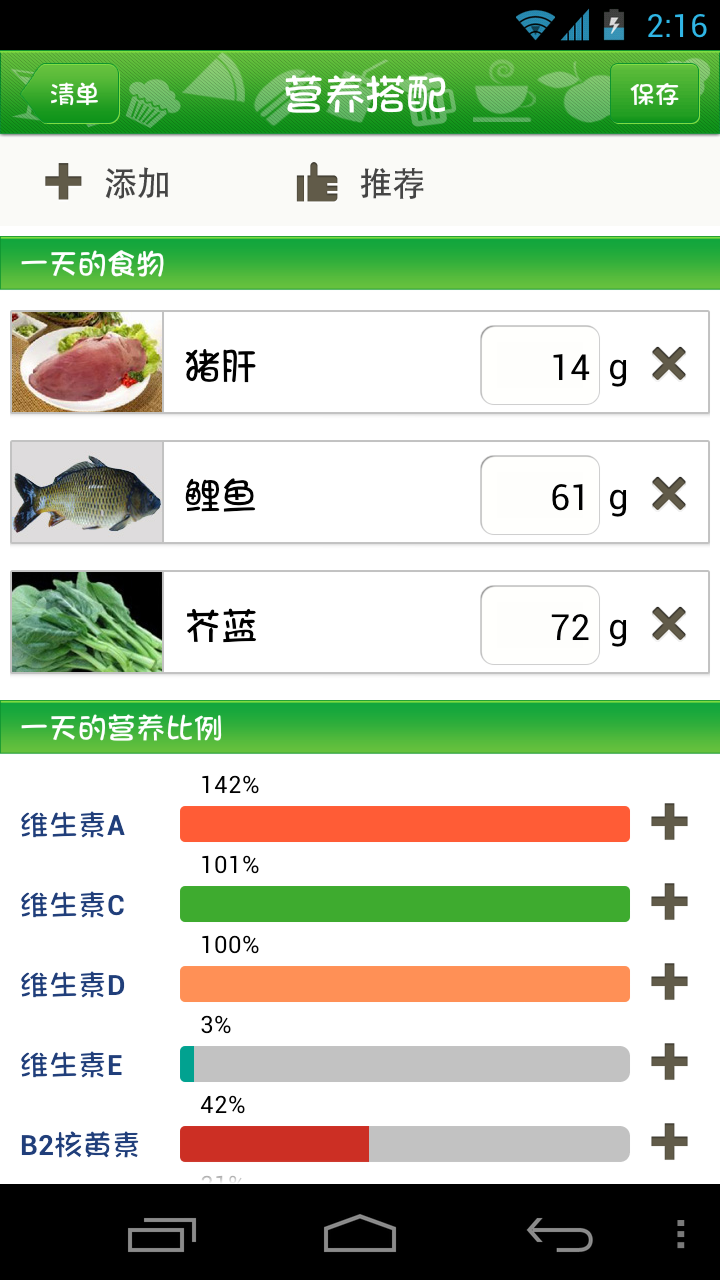 2:16
清单
营养搭配
保存
添加
推荐
一天的食物
猪肝
14 g
鲤鱼
61 g
芥蓝
72 g
一天的营养比例
142%
维生素A
101%
维生素C
100%
维生素D
3%
维生素E
42%
B2核黄素